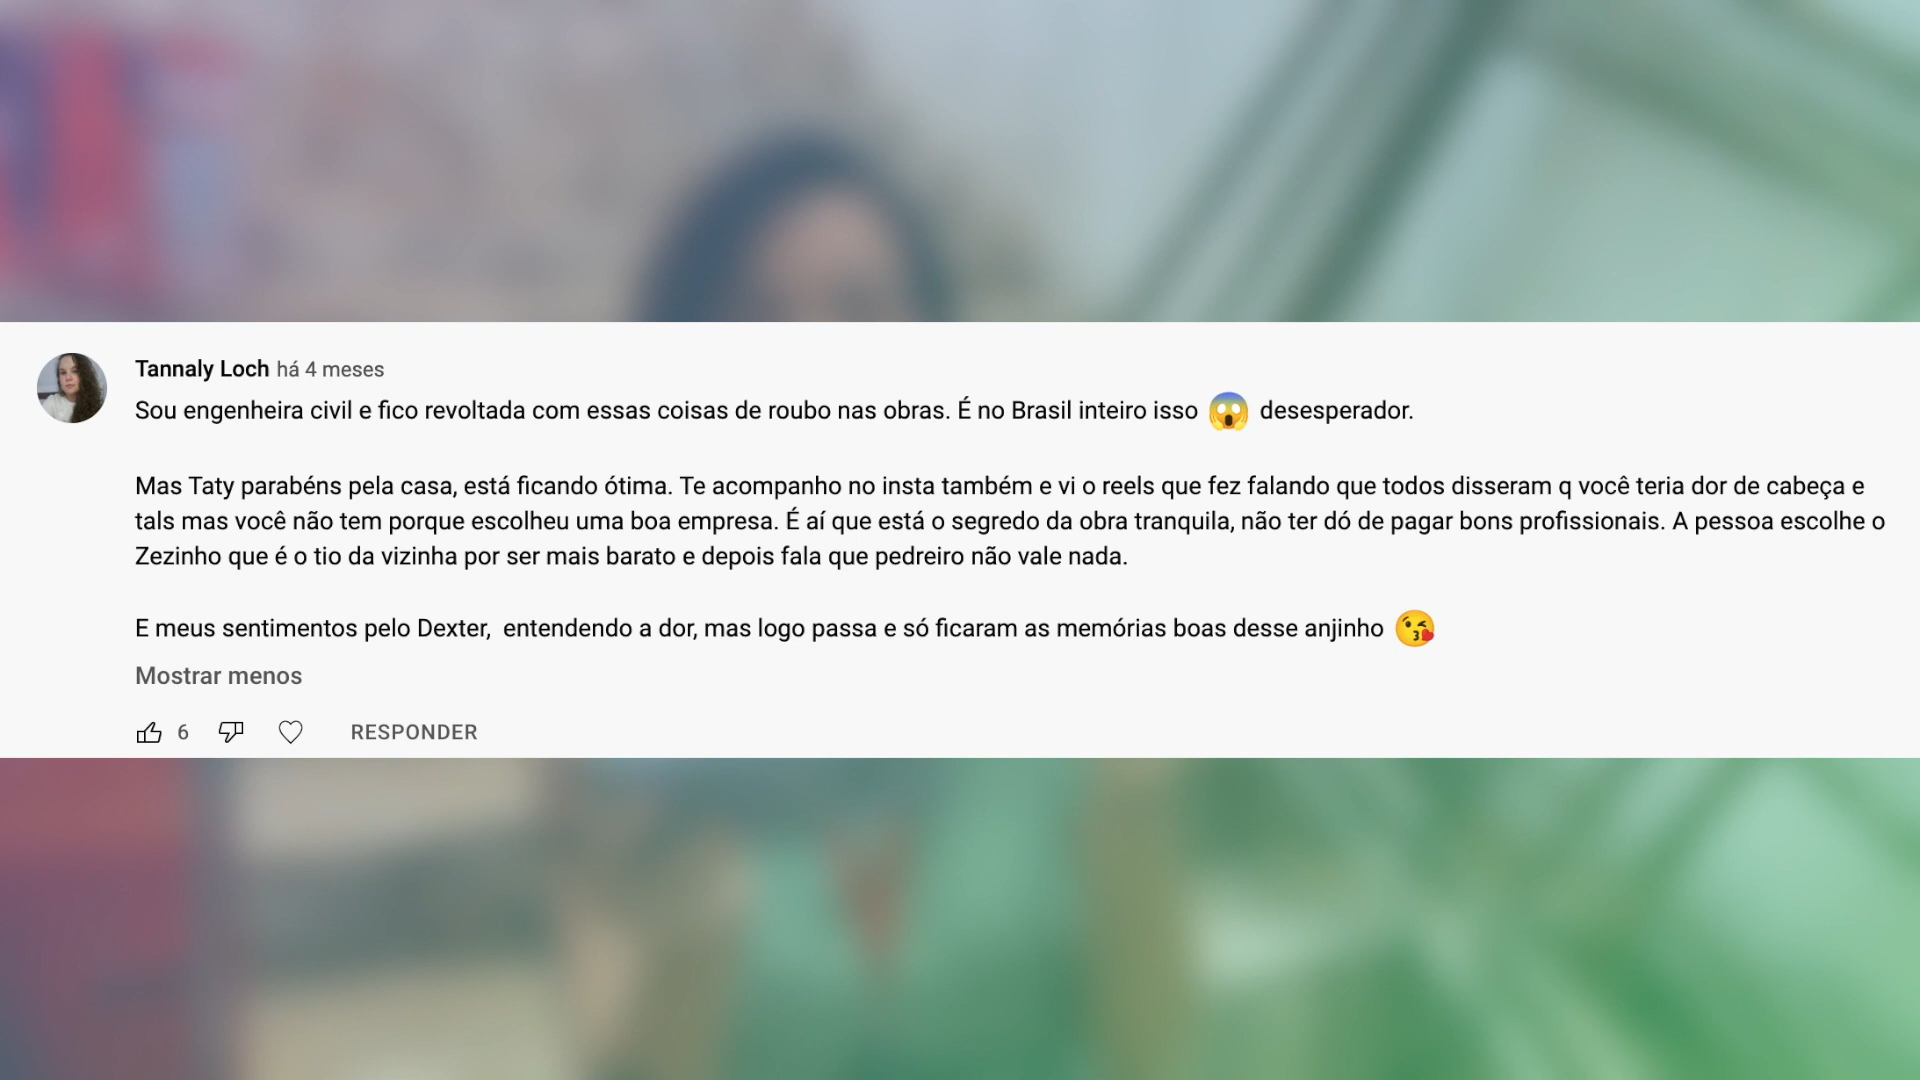 Tannaly Loch há 4 meses
Sou engenheira civil e fico revoltada com essas coisas de roubo nas obras. É no Brasil inteiro isso 😱 desesperador.
Mas Taty parabéns pela casa, está ficando ótima. Te acompanho no insta também e vi o reels que fez falando que todos disseram q você teria dor de cabeça e
tals mas você não tem porque escolheu uma boa empresa. É aí que está o segredo da obra tranquila, não ter dó de pagar bons profissionais. A pessoa escolhe o
Zezinho que é o tio da vizinha por ser mais barato e depois fala que pedreiro não vale nada.
E meus sentimentos pelo Dexter,  entendendo a dor, mas logo passa e só ficaram as memórias boas desse anjinho 😘
Mostrar menos
6 RESPONDER